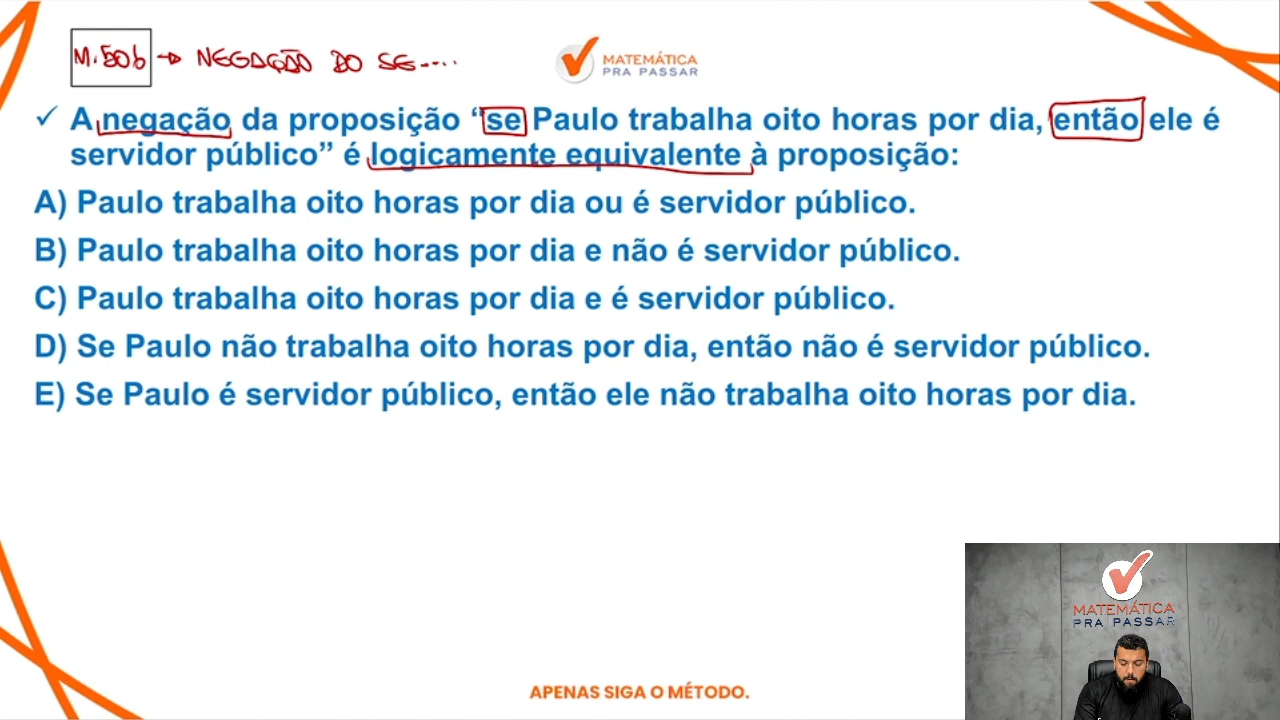 M.50b → NEGAÇÃO DO SE....
MATEMÁTICA
PRA PASSAR
✓ A negação da proposição “se Paulo trabalha oito horas por dia, então ele é
servidor público” é logicamente equivalente à proposição:
A) Paulo trabalha oito horas por dia ou é servidor público.
B) Paulo trabalha oito horas por dia e não é servidor público.
C) Paulo trabalha oito horas por dia e é servidor público.
D) Se Paulo não trabalha oito horas por dia, então não é servidor público.
E) Se Paulo é servidor público, então ele não trabalha oito horas por dia.
MATEMÁTICA
PRA PASSAR
APENAS SIGA O MÉTODO.